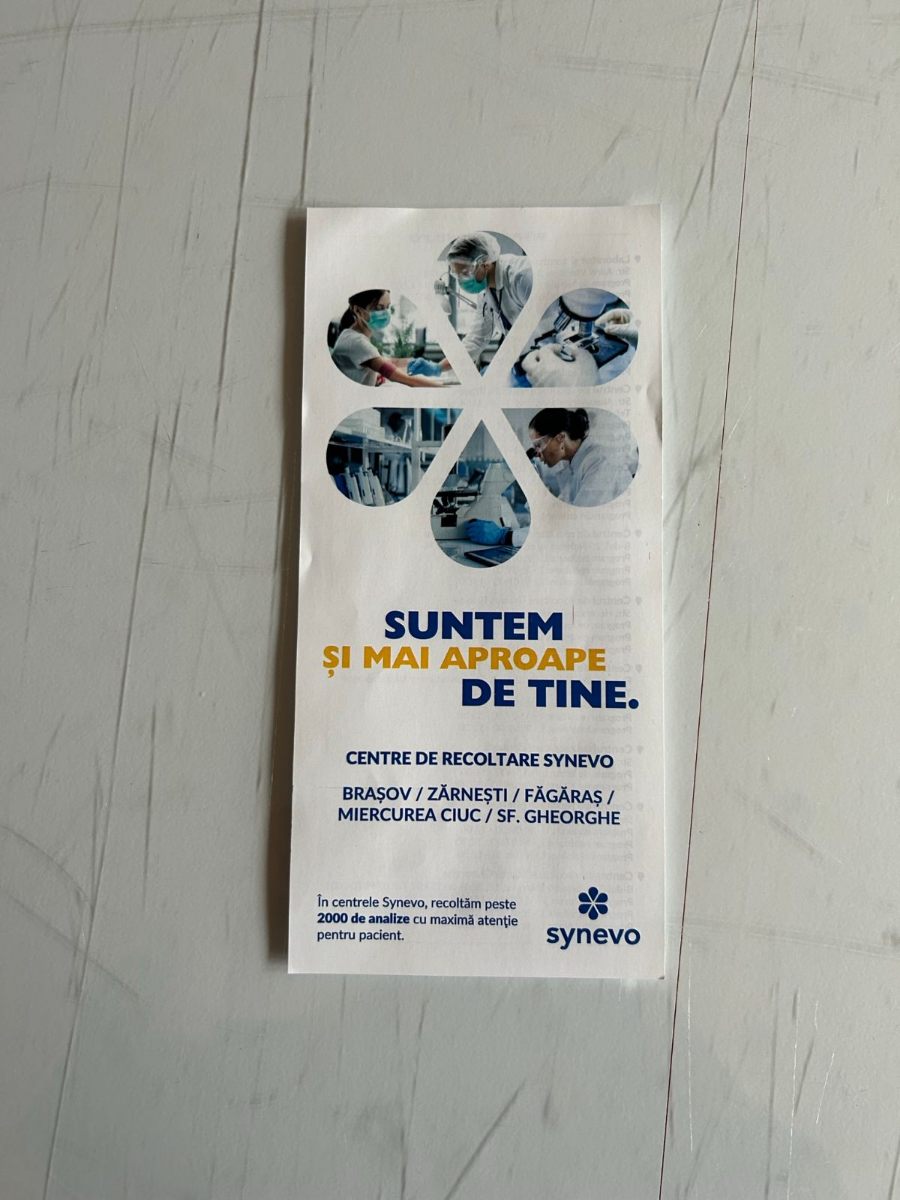 SUNTEM
ȘI MAI APROAPE
DE TINE.
CENTRE DE RECOLTARE SYNEVO
BRAȘOV / ZĂRNEȘTI / FĂGĂRAȘ /
MIERCUREA CIUC / SF. GHEORGHE
În centrele Synevo, recoltăm peste
2000 de analize cu maximă atenție
pentru pacient.
synevo